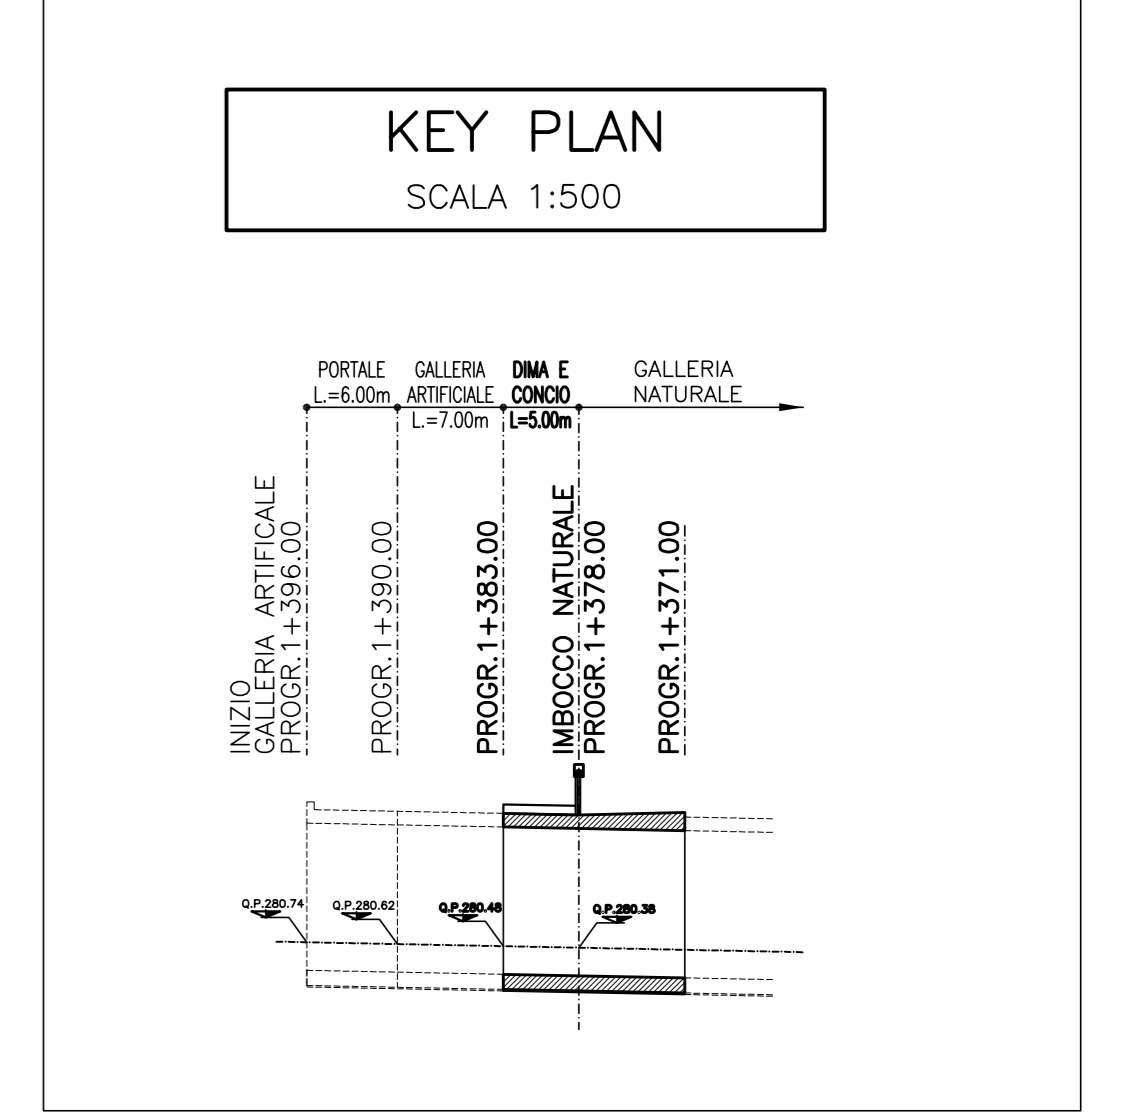 KEY PLAN
SCALA 1:500
PORTALE
L.=6.00m
GALLERIA
ARTIFICIALE
L.=7.00m
DIMA E
CONCIO
L=5.00m
GALLERIA
NATURALE
INIZIO
GALLERIA ARTIFICALE
PROGR.1+396.00
PROGR.1+390.00
PROGR.1+383.00
IMBOCCO NATURALE
PROGR.1+378.00
PROGR.1+371.00
Q.P.280.74
Q.P.280.62
Q.P.280.48
Q.P.280.38